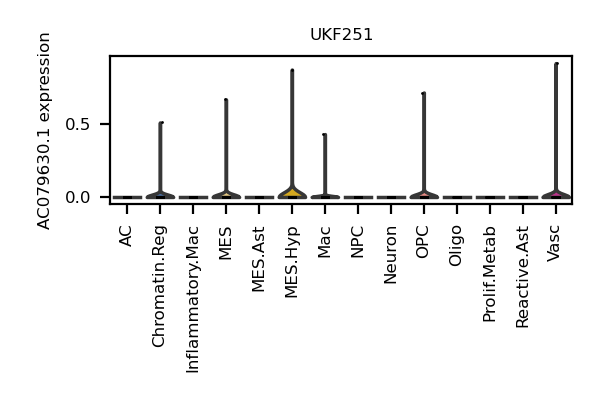 UKF251
AC079630.1 expression
0.5
0.0
AC
Chromatin.Reg
Inflammatory.Mac
MES
MES.Ast
MES.Hyp
Mac
NPC
Neuron
OPC
Oligo
Prolif.Metab
Reactive.Ast
Vasc